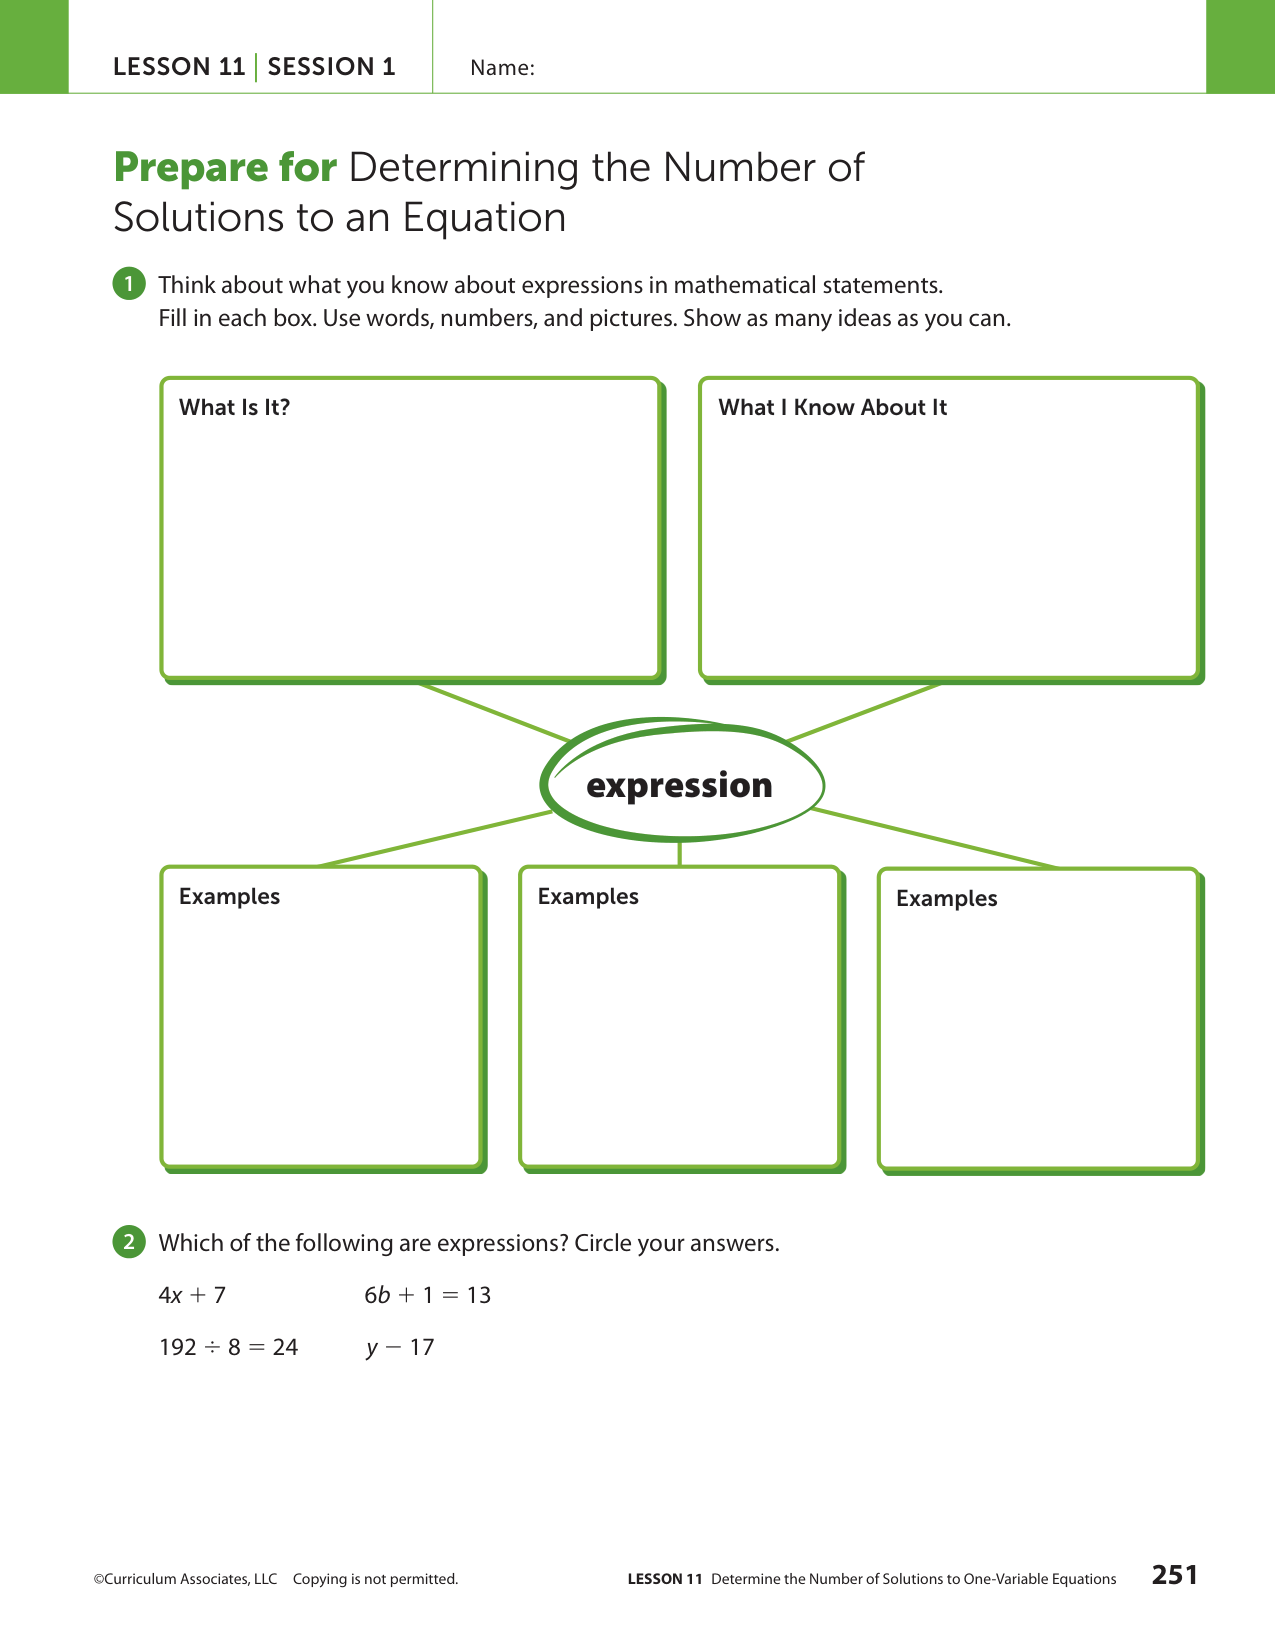 LESSON 11 | SESSION 1
Name:
Prepare for Determining the Number of
Solutions to an Equation
1 Think about what you know about expressions in mathematical statements.
Fill in each box. Use words, numbers, and pictures. Show as many ideas as you can.
What Is It?
What I Know About It
expression
Examples
Examples
Examples
2 Which of the following are expressions? Circle your answers.
4x + 7
6b + 1 = 13
192 ÷ 8 = 24
y − 17
©Curriculum Associates, LLC Copying is not permitted.
LESSON 11 Determine the Number of Solutions to One-Variable Equations
251